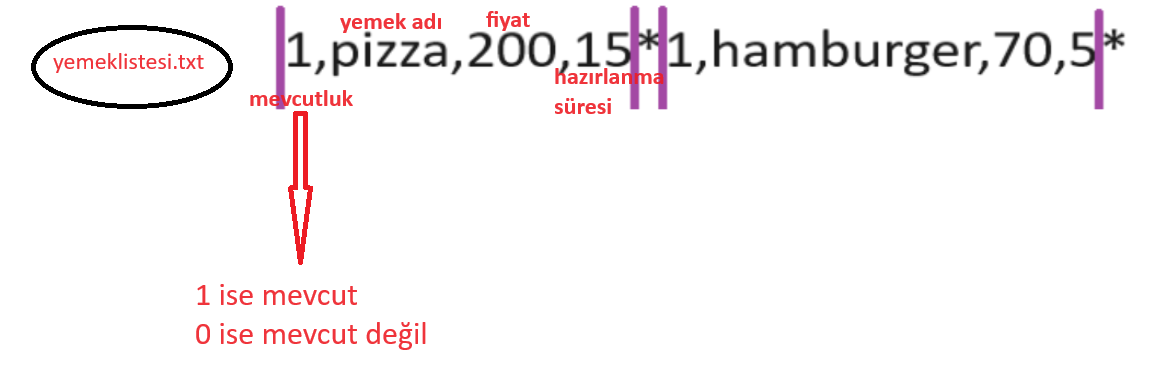 yemek adı
fiyat
yemeklistesi.txt
1,pizza,200,15*1,hamburger,70,5*
hazırlanma
süresi
mevcutluk
1 ise mevcut
0 ise mevcut değil